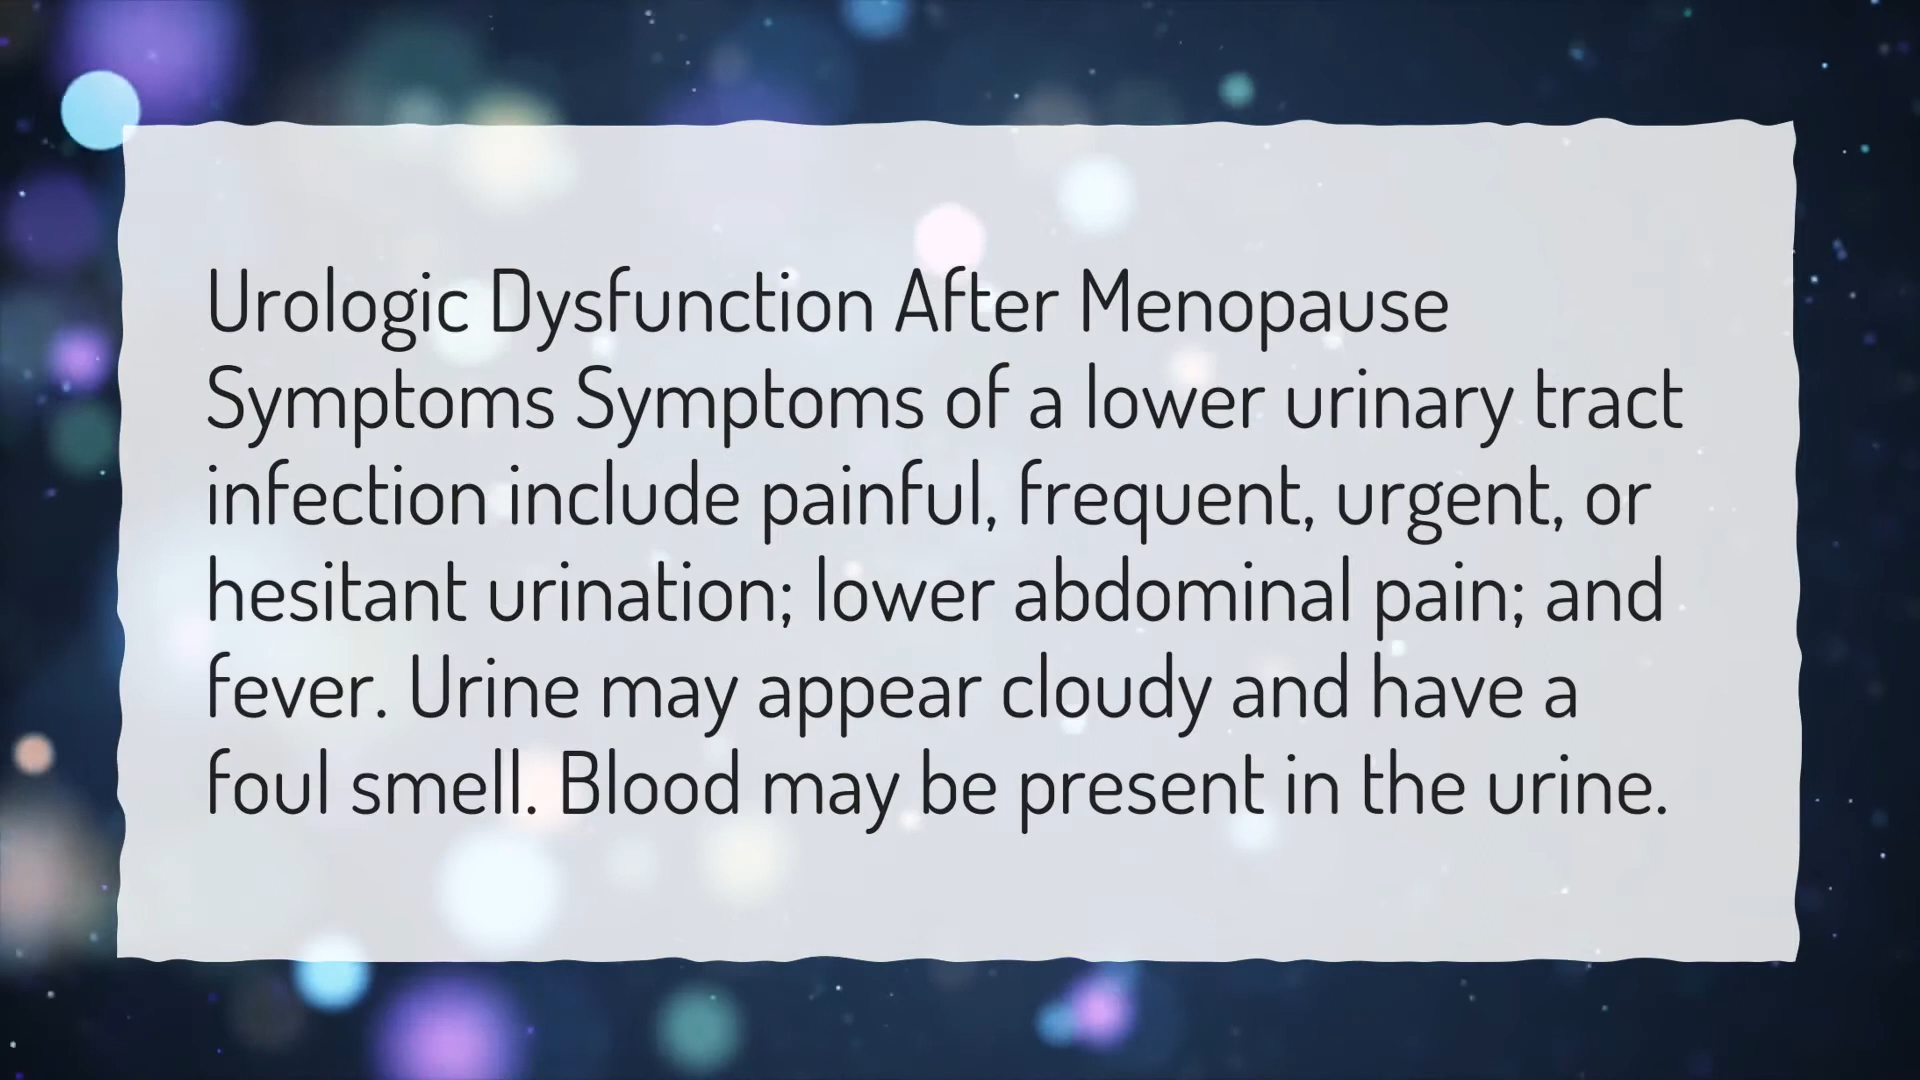 Urologic Dysfunction After Menopause
Symptoms Symptoms of a lower urinary tract
infection include painful, frequent, urgent, or
hesitant urination; lower abdominal pain; and
fever. Urine may appear cloudy and have a
foul smell. Blood may be present in the urine.